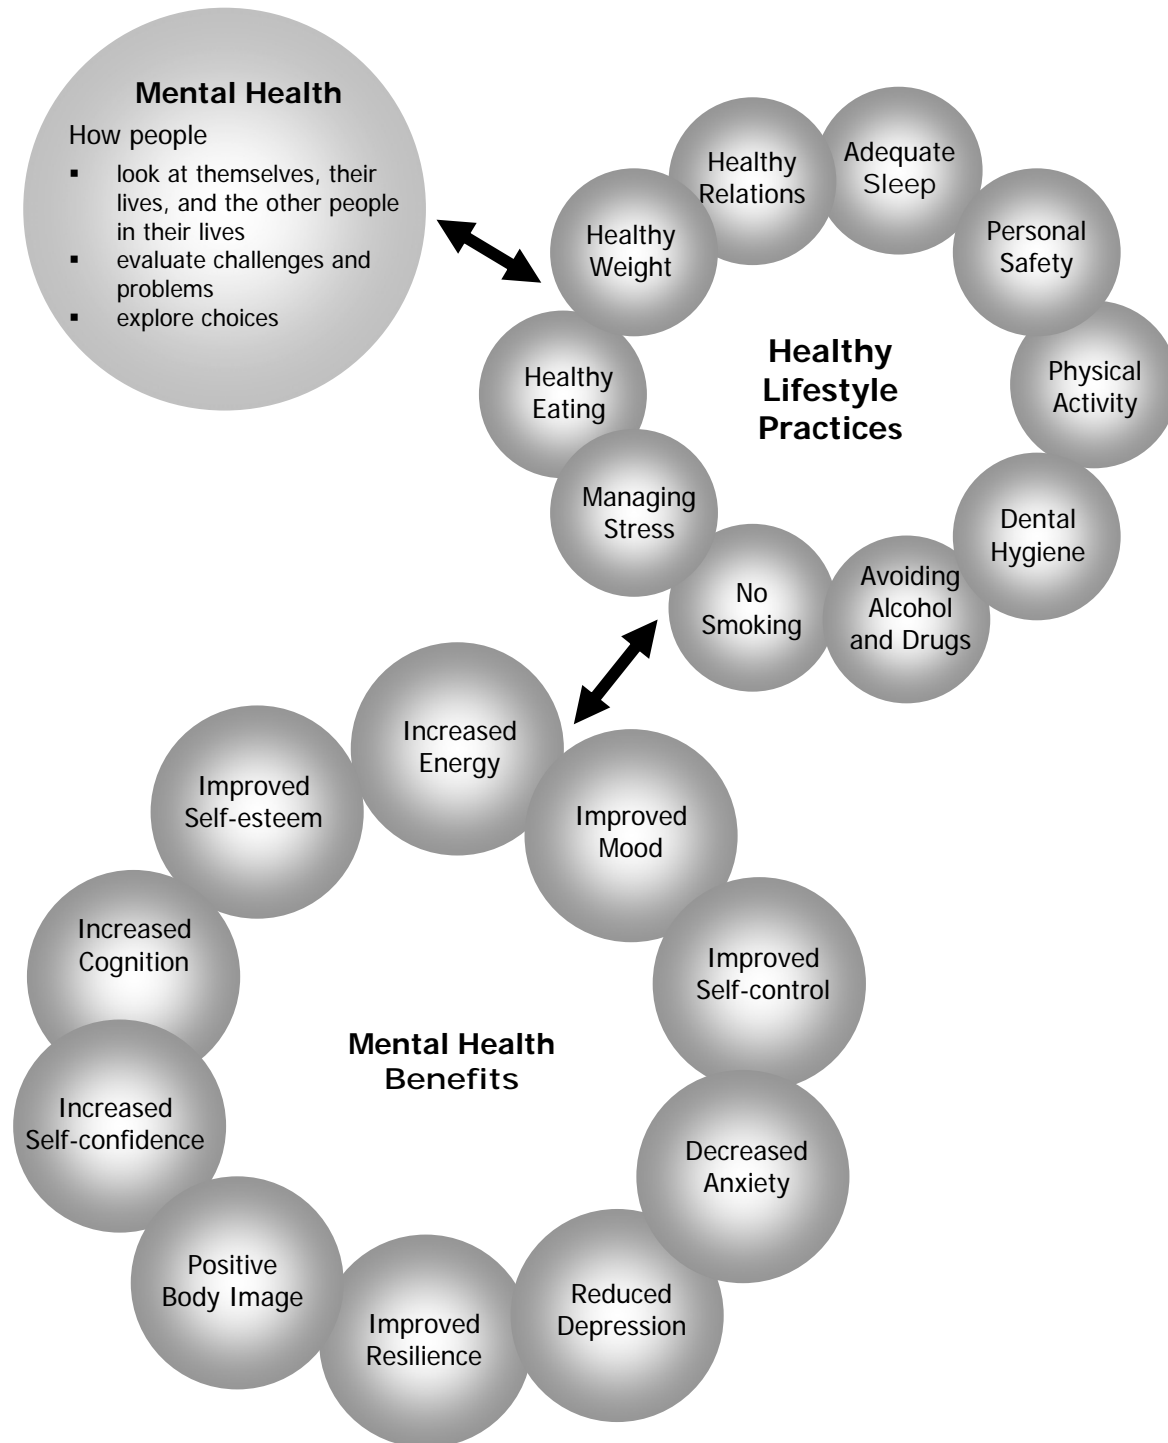 Mental Health
How people
▪ look at themselves, their
lives, and the other people
in their lives
▪ evaluate challenges and
problems
▪ explore choices
Healthy
Relations
Adequate
Sleep
Healthy
Weight
Personal
Safety
Healthy
Eating
Healthy
Lifestyle
Practices
Physical
Activity
Managing
Stress
Dental
Hygiene
No
Smoking
Avoiding
Alcohol
and Drugs
Increased
Energy
Improved
Self-esteem
Improved
Mood
Increased
Cognition
Improved
Self-control
Mental Health
Benefits
Increased
Self-confidence
Decreased
Anxiety
Positive
Body Image
Reduced
Depression
Improved
Resilience